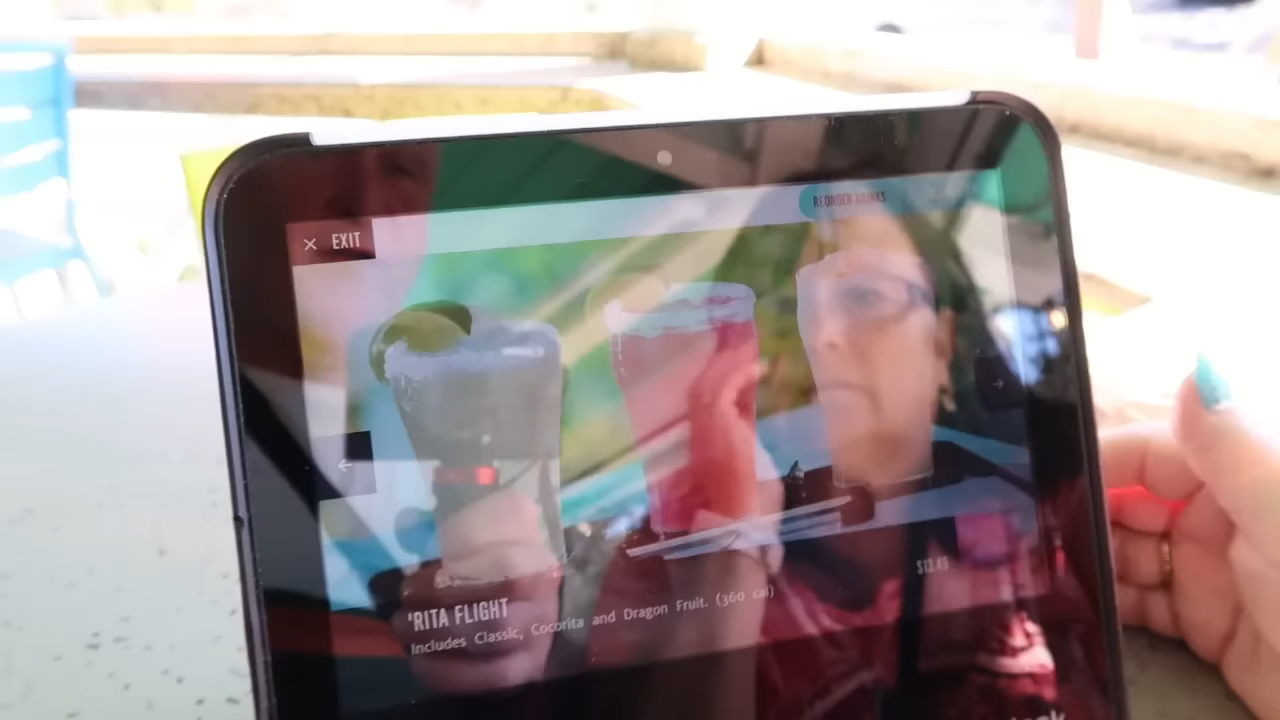 REORDER DRINKS
EXIT
$13.49
'RITA FLIGHT
Includes Classic, Cocorita and Dragon Fruit. (360 cal)